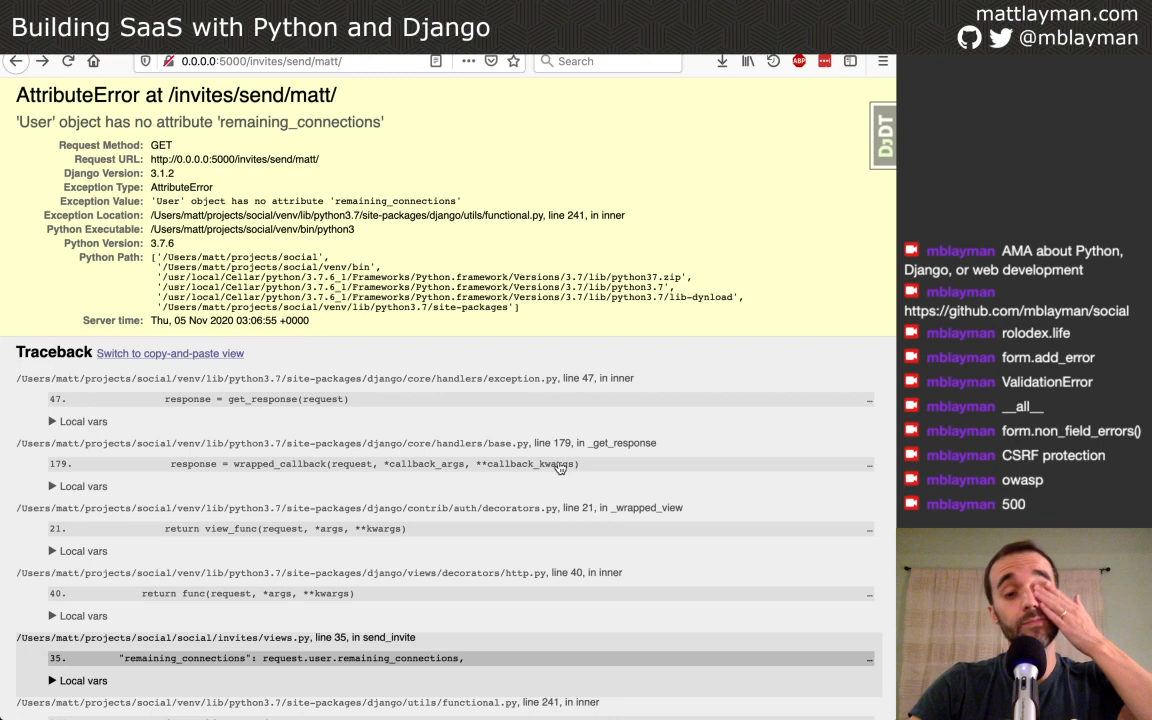 Building SaaS with Python and Django
mattlayman.com
@mblayman
0.0.0.0:5000/invites/send/matt/
Search
ABP
AttributeError at /invites/send/matt/
'User' object has no attribute 'remaining_connections'
Request Method: GET
Request URL: http://0.0.0.0:5000/invites/send/matt/
Django Version: 3.1.2
Exception Type: AttributeError
Exception Value: 'User' object has no attribute 'remaining_connections'
Exception Location: /Users/matt/projects/social/venv/lib/python3.7/site-packages/django/utils/functional.py, line 241, in inner
Python Executable: /Users/matt/projects/social/venv/bin/python3
Python Version: 3.7.6
Python Path: ['/Users/matt/projects/social',
'/Users/matt/projects/social/venv/bin',
'/usr/local/Cellar/python/3.7.6_1/Frameworks/Python.framework/Versions/3.7/lib/python37.zip',
'/usr/local/Cellar/python/3.7.6_1/Frameworks/Python.framework/Versions/3.7/lib/python3.7',
'/usr/local/Cellar/python/3.7.6_1/Frameworks/Python.framework/Versions/3.7/lib/python3.7/lib-dynload',
'/Users/matt/projects/social/venv/lib/python3.7/site-packages']
Server time: Thu, 05 Nov 2020 03:06:55 +0000
DJDT
Traceback Switch to copy-and-paste view
/Users/matt/projects/social/venv/lib/python3.7/site-packages/django/core/handlers/exception.py, line 47, in inner
47. response = get_response(request) …
▶ Local vars
/Users/matt/projects/social/venv/lib/python3.7/site-packages/django/core/handlers/base.py, line 179, in _get_response
179. response = wrapped_callback(request, *callback_args, **callback_kwargs) …
▶ Local vars
/Users/matt/projects/social/venv/lib/python3.7/site-packages/django/contrib/auth/decorators.py, line 21, in _wrapped_view
21. return view_func(request, *args, **kwargs) …
▶ Local vars
/Users/matt/projects/social/venv/lib/python3.7/site-packages/django/views/decorators/http.py, line 40, in inner
40. return func(request, *args, **kwargs) …
▶ Local vars
/Users/matt/projects/social/social/invites/views.py, line 35, in send_invite
35. "remaining_connections": request.user.remaining_connections, …
▶ Local vars
/Users/matt/projects/social/venv/lib/python3.7/site-packages/django/utils/functional.py, line 241, in inner
mblayman AMA about Python,
Django, or web development
mblayman
https://github.com/mblayman/social
mblayman rolodex.life
mblayman form.add_error
mblayman ValidationError
mblayman __all__
mblayman form.non_field_errors()
mblayman CSRF protection
mblayman owasp
mblayman 500